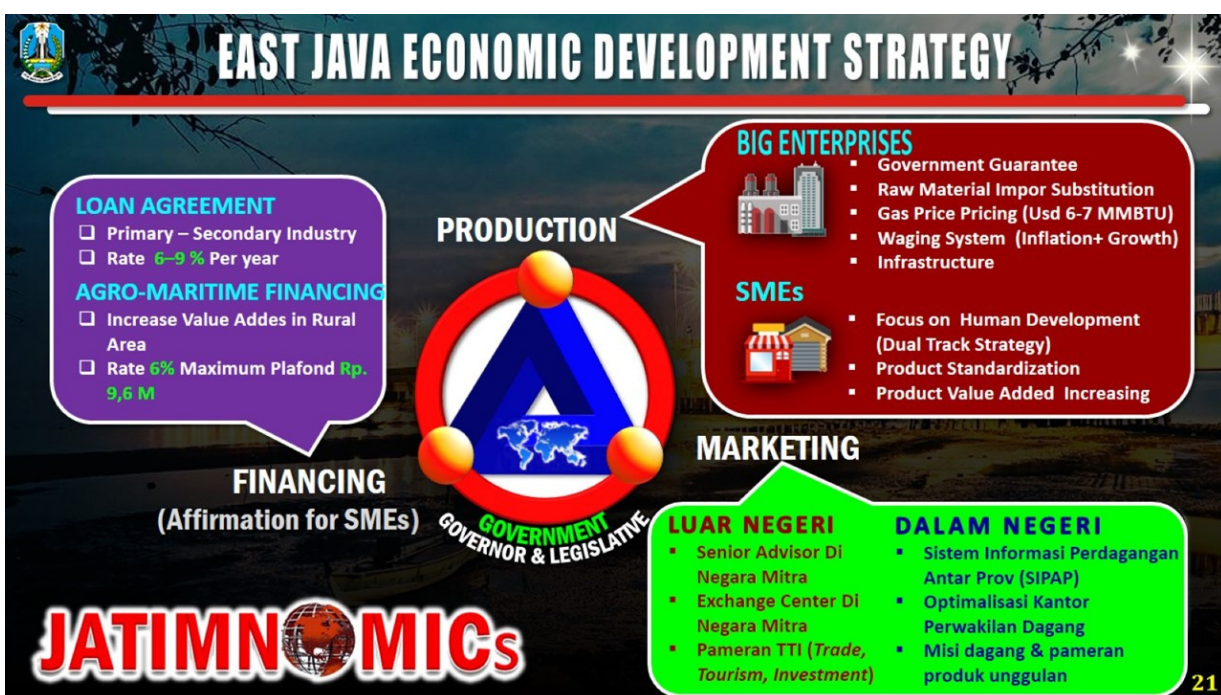 EAST JAVA ECONOMIC DEVELOPMENT STRATEGY
LOAN AGREEMENT
❑ Primary – Secondary Industry
❑ Rate 6–9 % Per year
AGRO-MARITIME FINANCING
❑ Increase Value Addes in Rural
Area
❑ Rate 6% Maximum Plafond Rp.
9,6 M
FINANCING
(Affirmation for SMEs)
PRODUCTION
BIG ENTERPRISES
▪ Government Guarantee
▪ Raw Material Impor Substitution
▪ Gas Price Pricing (Usd 6-7 MMBTU)
▪ Waging System (Inflation+ Growth)
▪ Infrastructure
SMEs
▪ Focus on Human Development
(Dual Track Strategy)
▪ Product Standardization
▪ Product Value Added Increasing
MARKETING
LUAR NEGERI
▪ Senior Advisor Di
Negara Mitra
▪ Exchange Center Di
Negara Mitra
▪ Pameran TTI (Trade,
Tourism, Investment)
DALAM NEGERI
▪ Sistem Informasi Perdagangan
Antar Prov (SIPAP)
▪ Optimalisasi Kantor
Perwakilan Dagang
▪ Misi dagang & pameran
produk unggulan
GOVERNMENT
GOVERNOR & LEGISLATIVE
JATIMNOMICs
21